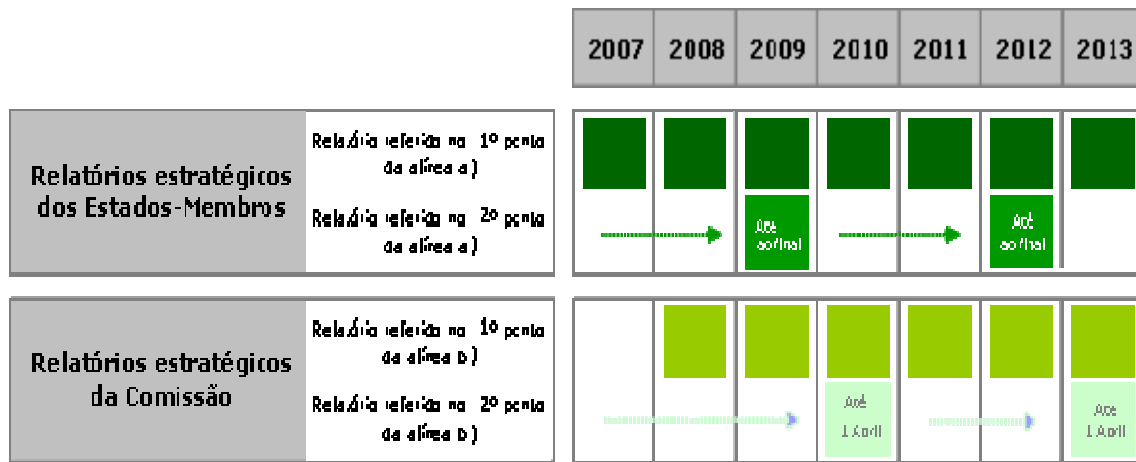 2007 2008 2009 2010 2011 2012 2013
Relatórios estratégicos
dos Estados-Membros
Relatório referido no 1º ponto
da alínea a)
Relatório referido no 2º ponto
da alínea a)
Até
ao final
Até
ao final
Relatórios estratégicos
da Comissão
Relatório referido no 1º ponto
da alínea b)
Relatório referido no 2º ponto
da alínea b)
Até
1 Abril
Até
1 Abril